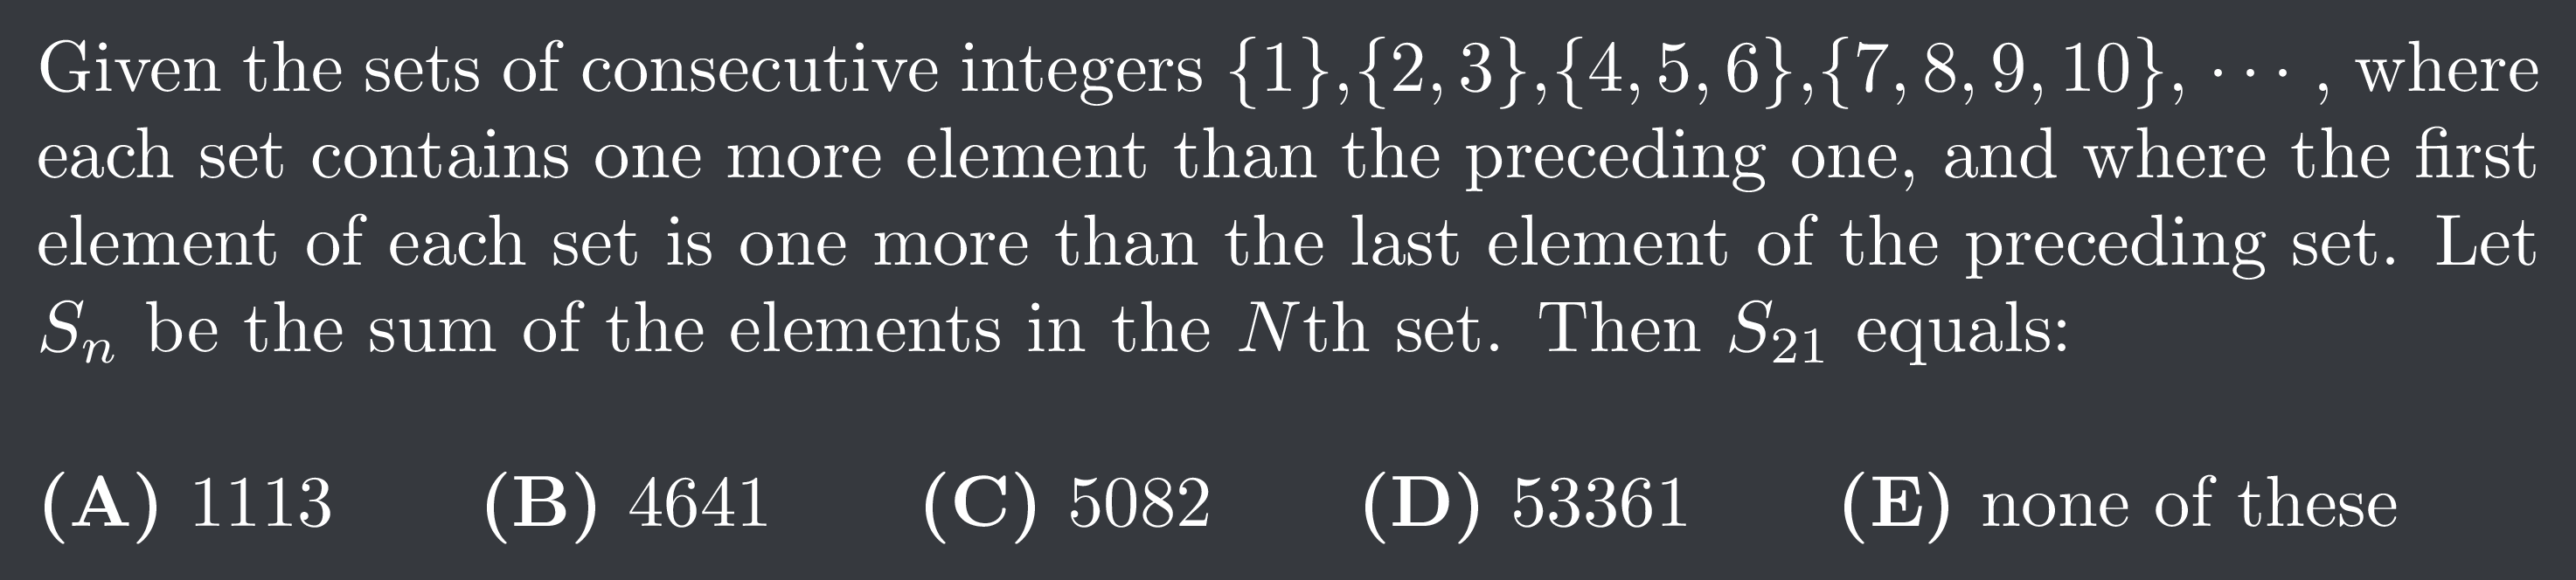 Given the sets of consecutive integers {1},{2, 3},{4, 5, 6},{7, 8, 9, 10}, ⋯ , where
each set contains one more element than the preceding one, and where the first
element of each set is one more than the last element of the preceding set. Let
Sₙ be the sum of the elements in the Nth set. Then S₂₁ equals:
(A) 1113 (B) 4641 (C) 5082 (D) 53361 (E) none of these